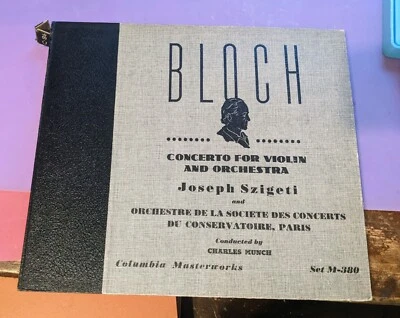 BLOCH
CONCERTO FOR VIOLIN
AND ORCHESTRA
Joseph Szigeti
and
ORCHESTRE DE LA SOCIETE DES CONCERTS
DU CONSERVATOIRE, PARIS
Conducted by
CHARLES MUNCH
Columbia Masterworks Set M-380